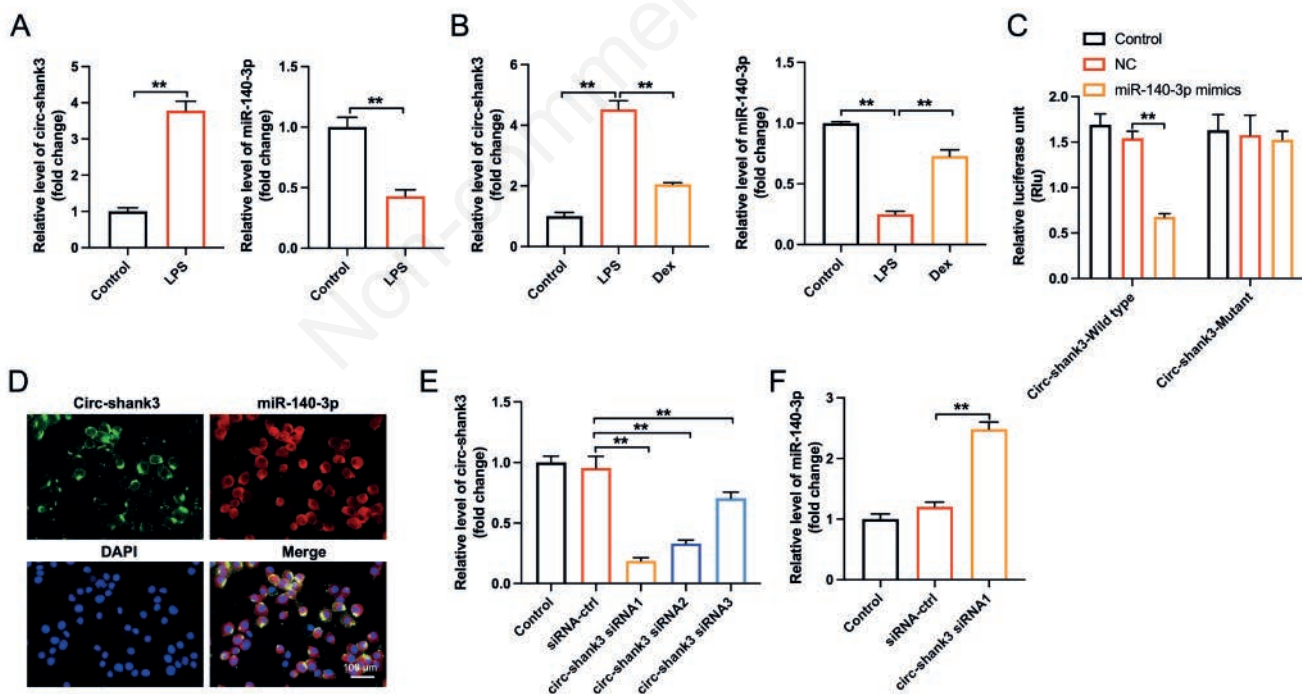 Non-commer
A
Relative level of circ-shank3
(fold change)
5
4
3
2
1
0
**
Control
LPS
Relative level of miR-140-3p
(fold change)
1.5
1.0
0.5
0.0
**
Control
LPS
B
Relative level of circ-shank3
(fold change)
6
4
2
0
**
**
Control
LPS
Dex
Relative level of miR-140-3p
(fold change)
1.5
1.0
0.5
0.0
**
**
Control
LPS
Dex
C
Control
NC
miR-140-3p mimics
Relative luciferase unit
(Rlu)
2.0
1.5
1.0
0.5
0.0
**
Circ-shank3-Wild type
Circ-shank3-Mutant
D
Circ-shank3
miR-140-3p
DAPI
Merge
100 µm
E
Relative level of circ-shank3
(fold change)
1.5
1.0
0.5
0.0
**
**
**
Control
siRNA-ctrl
circ-shank3 siRNA1
circ-shank3 siRNA2
circ-shank3 siRNA3
F
Relative level of miR-140-3p
(fold change)
3
2
1
0
**
Control
siRNA-ctrl
circ-shank3 siRNA1